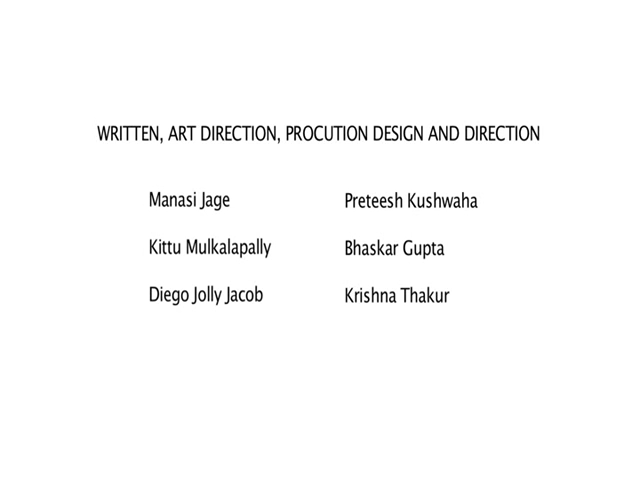 WRITTEN, ART DIRECTION, PROCUTION DESIGN AND DIRECTION
Manasi Jage Preteesh Kushwaha
Kittu Mulkalapally Bhaskar Gupta
Diego Jolly Jacob Krishna Thakur